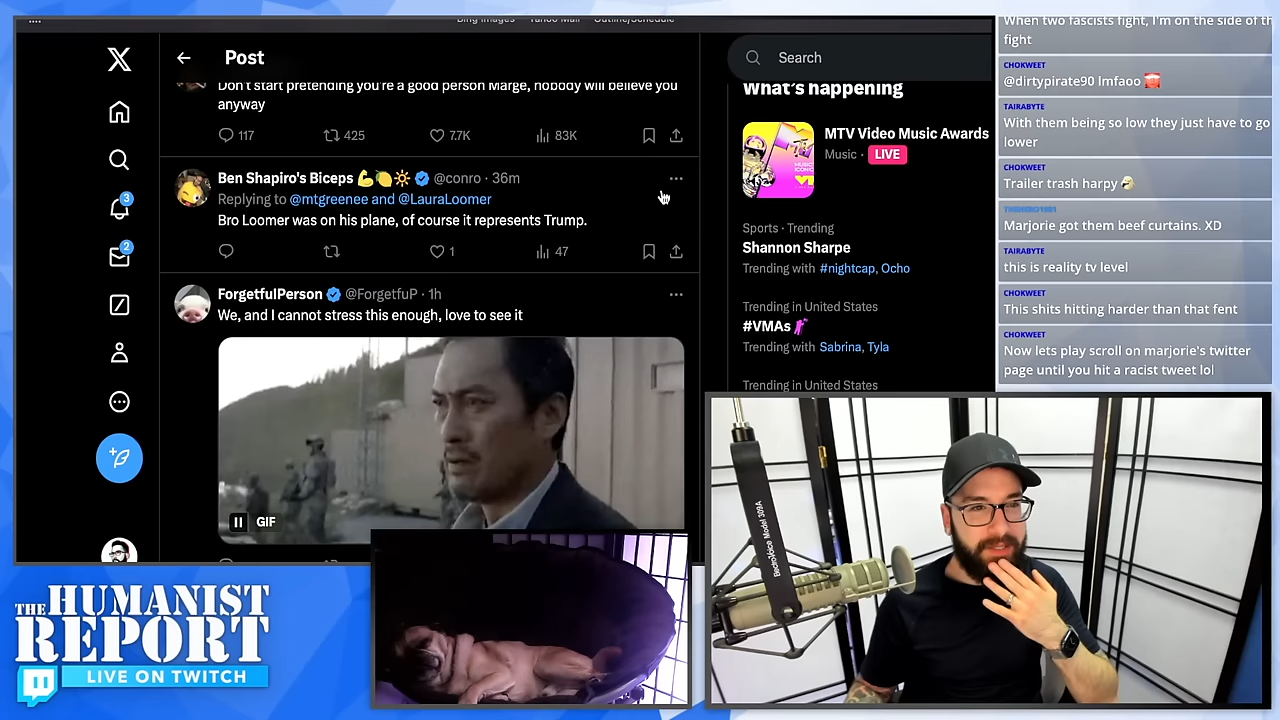 Bing Images Yahoo Mail Outline/Schedule
X
Post
Search
Don't start pretending you're a good person Marge, nobody will believe you
anyway
117 425 7.7K 83K
Ben Shapiro's Biceps 💪🍋☀️ @conro · 36m
Replying to @mtgreenee and @LauraLoomer
Bro Loomer was on his plane, of course it represents Trump.
1 47
ForgetfulPerson @ForgetfuP · 1h
We, and I cannot stress this enough, love to see it
GIF
3
2
What's happening
MTV Video Music Awards
Music · LIVE
Sports · Trending
Shannon Sharpe
Trending with #nightcap, Ocho
Trending in United States
#VMAs
Trending with Sabrina, Tyla
Trending in United States
When two fascists fight, I'm on the side of th
fight
CHOKWEET
@dirtypirate90 lmfaoo
TAIRABYTE
With them being so low they just have to go
lower
CHOKWEET
Trailer trash harpy
Marjorie got them beef curtains. XD
TAIRABYTE
this is reality tv level
CHOKWEET
This shits hitting harder than that fent
CHOKWEET
Now lets play scroll on marjorie's twitter
page until you hit a racist tweet lol
THE HUMANIST
REPORT
LIVE ON TWITCH
BroadVoice Model 309A